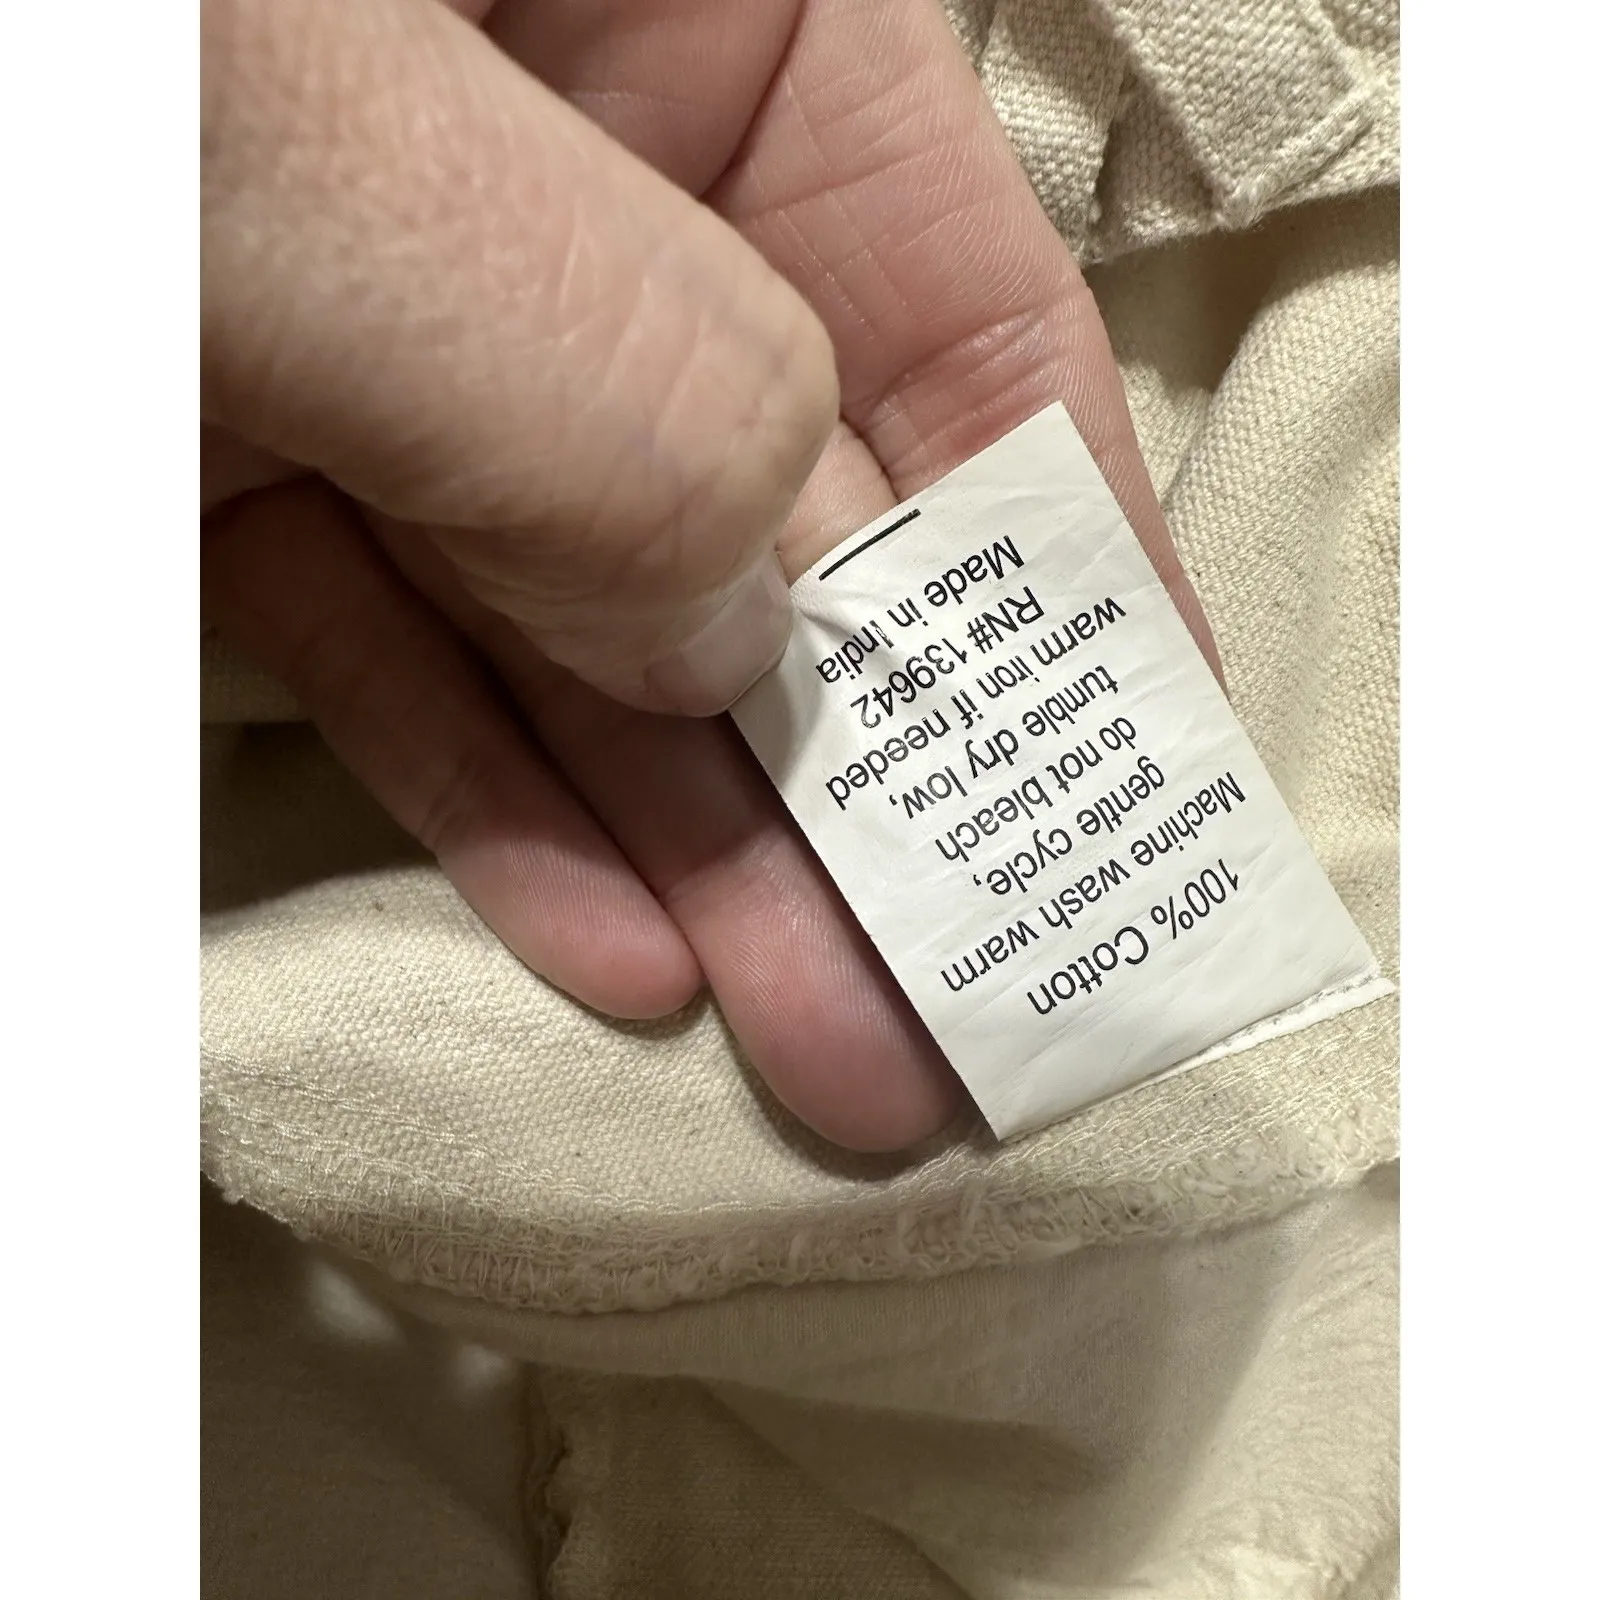 100% Cotton
Machine wash warm
gentle cycle,
do not bleach
tumble dry low,
warm iron if needed
RN# 139642
Made in India